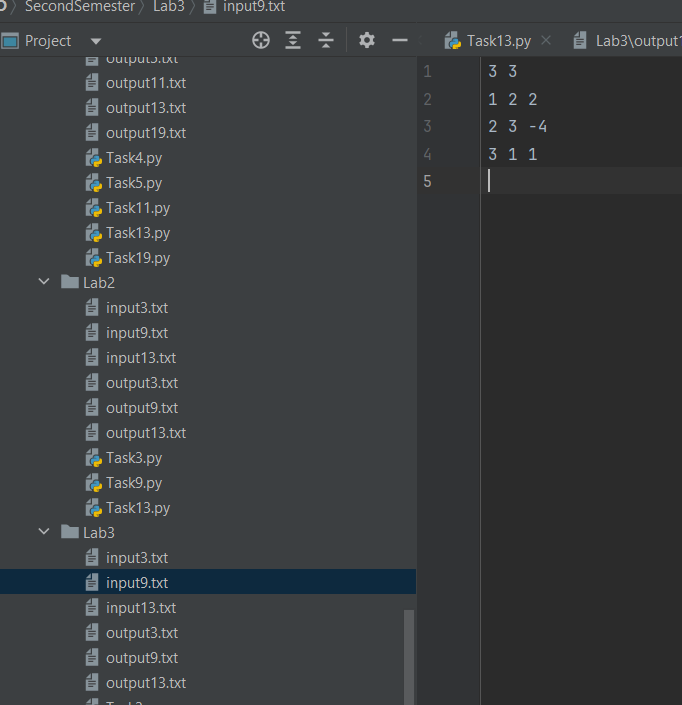 SecondSemester Lab3 input9.txt
Project
Task13.py
Lab3\output1
output5.txt
output11.txt
output13.txt
output19.txt
Task4.py
Task5.py
Task11.py
Task13.py
Task19.py
Lab2
input3.txt
input9.txt
input13.txt
output3.txt
output9.txt
output13.txt
Task3.py
Task9.py
Task13.py
Lab3
input3.txt
input9.txt
input13.txt
output3.txt
output9.txt
output13.txt
1 3 3
2 1 2 2
3 2 3 -4
4 3 1 1
5